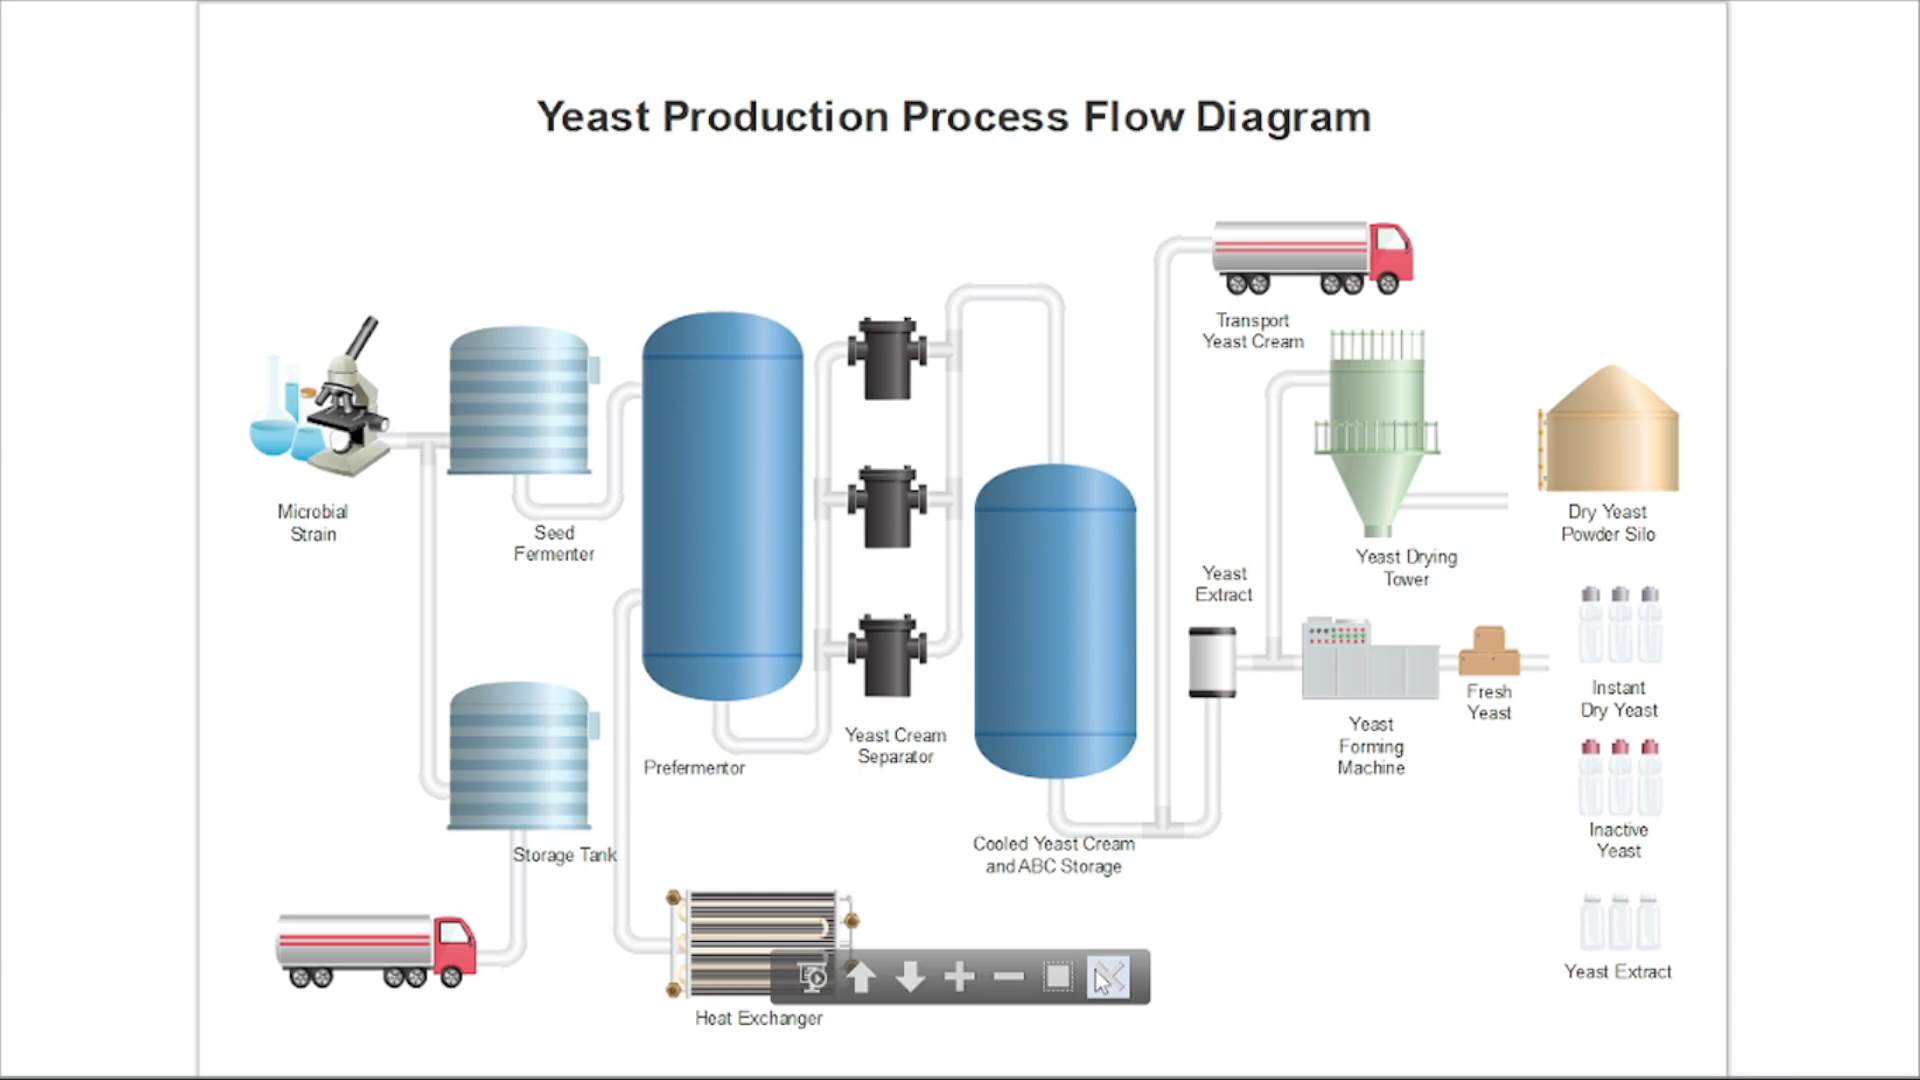 Yeast Production Process Flow Diagram
Transport
Yeast Cream
Microbial
Strain
Seed
Fermenter
Dry Yeast
Powder Silo
Yeast Drying
Tower
Yeast
Extract
Instant
Dry Yeast
Fresh
Yeast
Yeast
Forming
Machine
Yeast Cream
Separator
Prefermentor
Inactive
Yeast
Storage Tank
Cooled Yeast Cream
and ABC Storage
Yeast Extract
Heat Exchanger